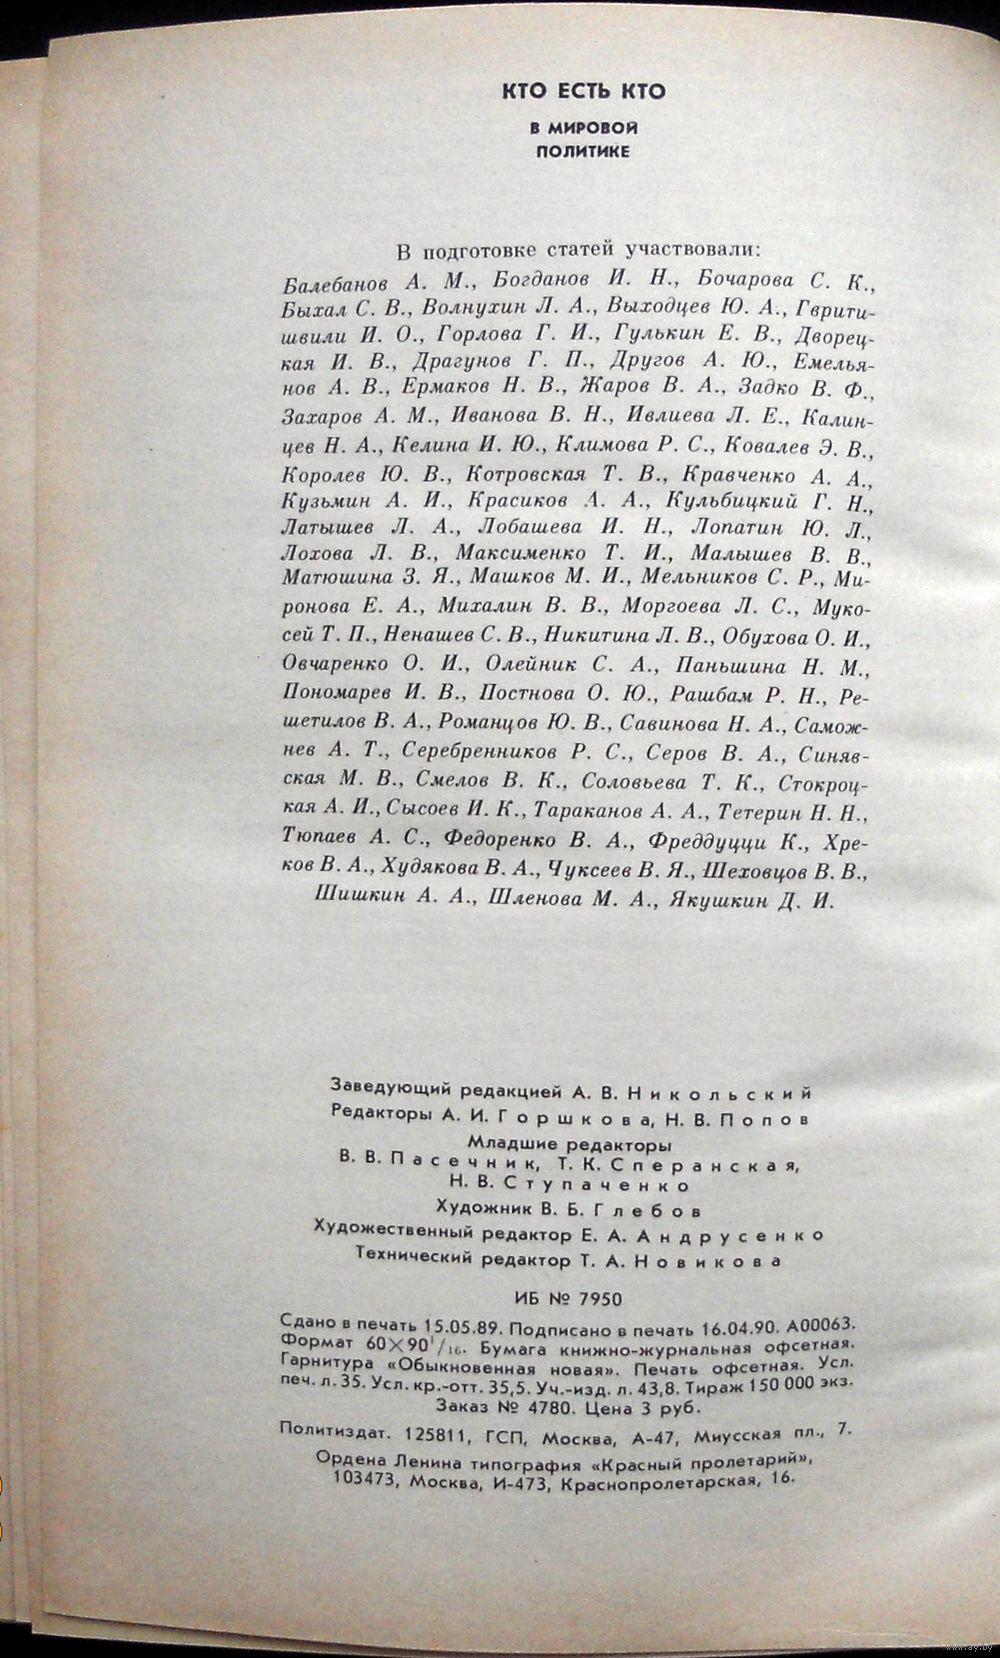 КТО ЕСТЬ КТО
В МИРОВОЙ
ПОЛИТИКЕ
В подготовке статей участвовали:
Балебанов А. М., Богданов И. Н., Бочарова С. К.,
Быхал С. В., Волнухин Л. А., Выходцев Ю. А., Гврити-
швили И. О., Горлова Г. И., Гулькин Е. В., Дворец-
кая И. В., Драгунов Г. П., Другов А. Ю., Емелья-
нов А. В., Ермаков Н. В., Жаров В. А., Задко В. Ф.,
Захаров А. М., Иванова В. Н., Ивлиева Л. Е., Калин-
цев Н. А., Келина И. Ю., Климова Р. С., Ковалев Э. В.,
Королев Ю. В., Котровская Т. В., Кравченко А. А.,
Кузьмин А. И., Красиков А. А., Кульбицкий Г. Н.,
Латышев Л. А., Лобашева И. Н., Лопатин Ю. Л.,
Лохова Л. В., Максименко Т. И., Малышев В. В.,
Матюшина З. Я., Машков М. И., Мельников С. Р., Ми-
ронова Е. А., Михалин В. В., Моргоева Л. С., Муко-
сей Т. П., Ненашев С. В., Никитина Л. В., Обухова О. И.,
Овчаренко О. И., Олейник С. А., Паньшина Н. М.,
Пономарев И. В., Постнова О. Ю., Рашбам Р. Н., Ре-
шетилов В. А., Романцов Ю. В., Савинова Н. А., Самож-
нев А. Т., Серебренников Р. С., Серов В. А., Синяв-
ская М. В., Смелов В. К., Соловьева Т. К., Стокроц-
кая А. И., Сысоев И. К., Тараканов А. А., Тетерин Н. Н.,
Тюпаев А. С., Федоренко В. А., Фреддуцци К., Хре-
ков В. А., Худякова В. А., Чуксеев В. Я., Шеховцов В. В.,
Шишкин А. А., Шленова М. А., Якушкин Д. И.
Заведующий редакцией А. В. Никольский
Редакторы А. И. Горшкова, Н. В. Попов
Младшие редакторы
В. В. Пасечник, Т. К. Сперанская,
Н. В. Ступаченко
Художник В. Б. Глебов
Художественный редактор Е. А. Андрусенко
Технический редактор Т. А. Новикова
ИБ № 7950
Сдано в печать 15.05.89. Подписано в печать 16.04.90. А00063.
Формат 60×90¹/₁₆. Бумага книжно-журнальная офсетная.
Гарнитура «Обыкновенная новая». Печать офсетная. Усл.
печ. л. 35. Усл. кр.-отт. 35,5. Уч.-изд. л. 43,8. Тираж 150 000 экз.
Заказ № 4780. Цена 3 руб.
Политиздат. 125811, ГСП, Москва, А-47, Миусская пл., 7.
Ордена Ленина типография «Красный пролетарий»,
103473, Москва, И-473, Краснопролетарская, 16.
www.ay.by